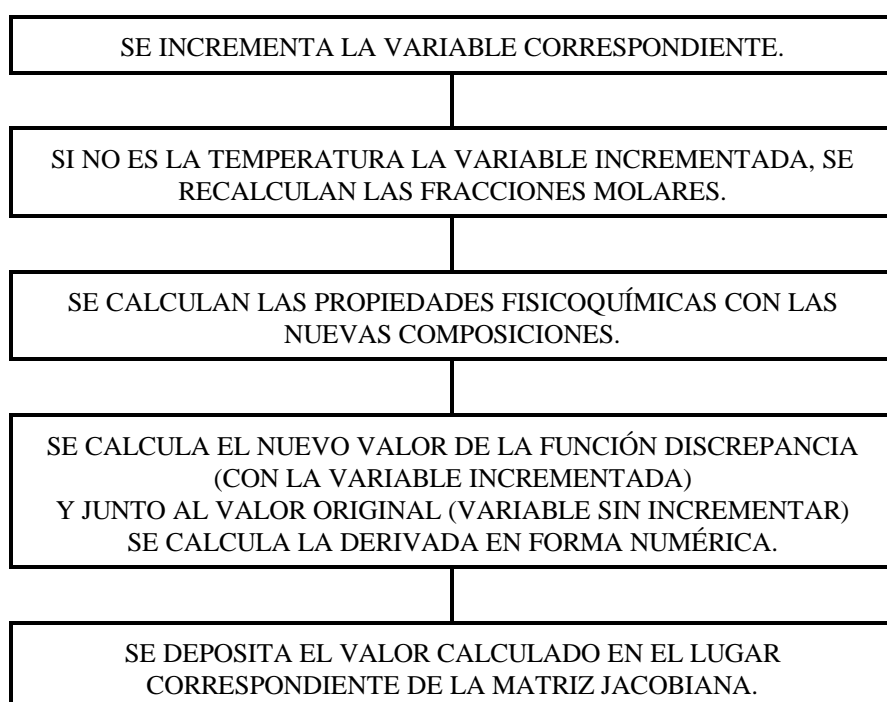 SE INCREMENTA LA VARIABLE CORRESPONDIENTE.
SI NO ES LA TEMPERATURA LA VARIABLE INCREMENTADA, SE
RECALCULAN LAS FRACCIONES MOLARES.
SE CALCULAN LAS PROPIEDADES FISICOQUÍMICAS CON LAS
NUEVAS COMPOSICIONES.
SE CALCULA EL NUEVO VALOR DE LA FUNCIÓN DISCREPANCIA
(CON LA VARIABLE INCREMENTADA)
Y JUNTO AL VALOR ORIGINAL (VARIABLE SIN INCREMENTAR)
SE CALCULA LA DERIVADA EN FORMA NUMÉRICA.
SE DEPOSITA EL VALOR CALCULADO EN EL LUGAR
CORRESPONDIENTE DE LA MATRIZ JACOBIANA.